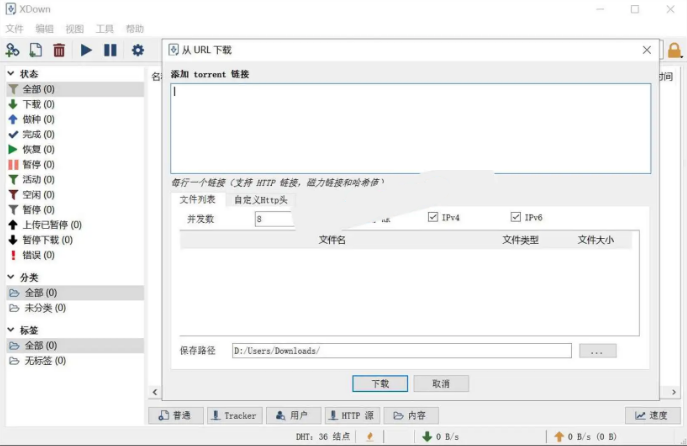 XDown
文件 编辑 视图 工具 帮助
从 URL 下载
状态
全部 (0)
下载 (0)
做种 (0)
完成 (0)
恢复 (0)
暂停 (0)
活动 (0)
空闲 (0)
暂停 (0)
上传已暂停 (0)
暂停下载 (0)
错误 (0)
分类
全部 (0)
未分类 (0)
标签
全部 (0)
无标签 (0)
时间
添加 torrent 链接
每行一个链接（支持 HTTP 链接，磁力链接和哈希值）
文件列表 自定义Http头
并发数 8 IPv4 IPv6
文件名 文件类型 文件大小
保存路径 D:/Users/Downloads/ ...
下载 取消
普通 Tracker 用户 HTTP 源 内容 速度
DHT: 36 结点 0 B/s 0 B/s (0 B)